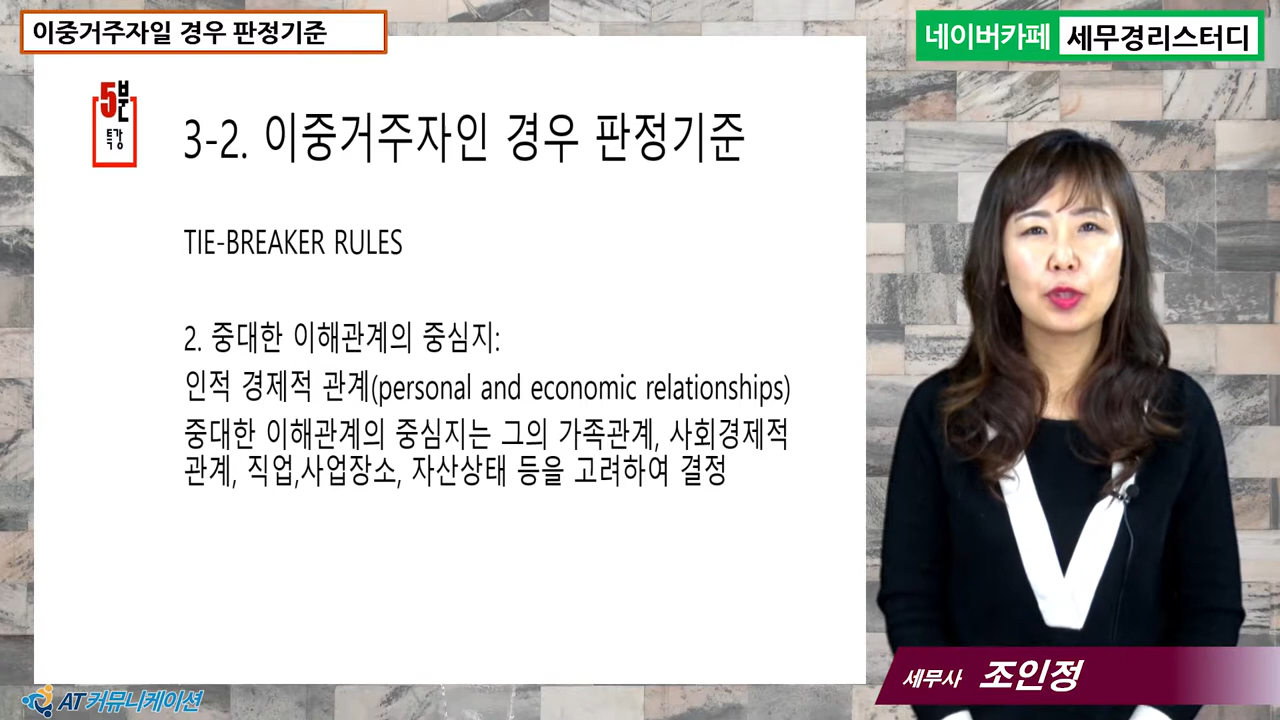 이중거주자일 경우 판정기준
네이버카페 세무경리스터디
5분
특강
3-2. 이중거주자인 경우 판정기준
TIE-BREAKER RULES
2. 중대한 이해관계의 중심지:
인적 경제적 관계(personal and economic relationships)
중대한 이해관계의 중심지는 그의 가족관계, 사회경제적
관계, 직업,사업장소, 자산상태 등을 고려하여 결정
세무사 조인정
AT커뮤니케이션